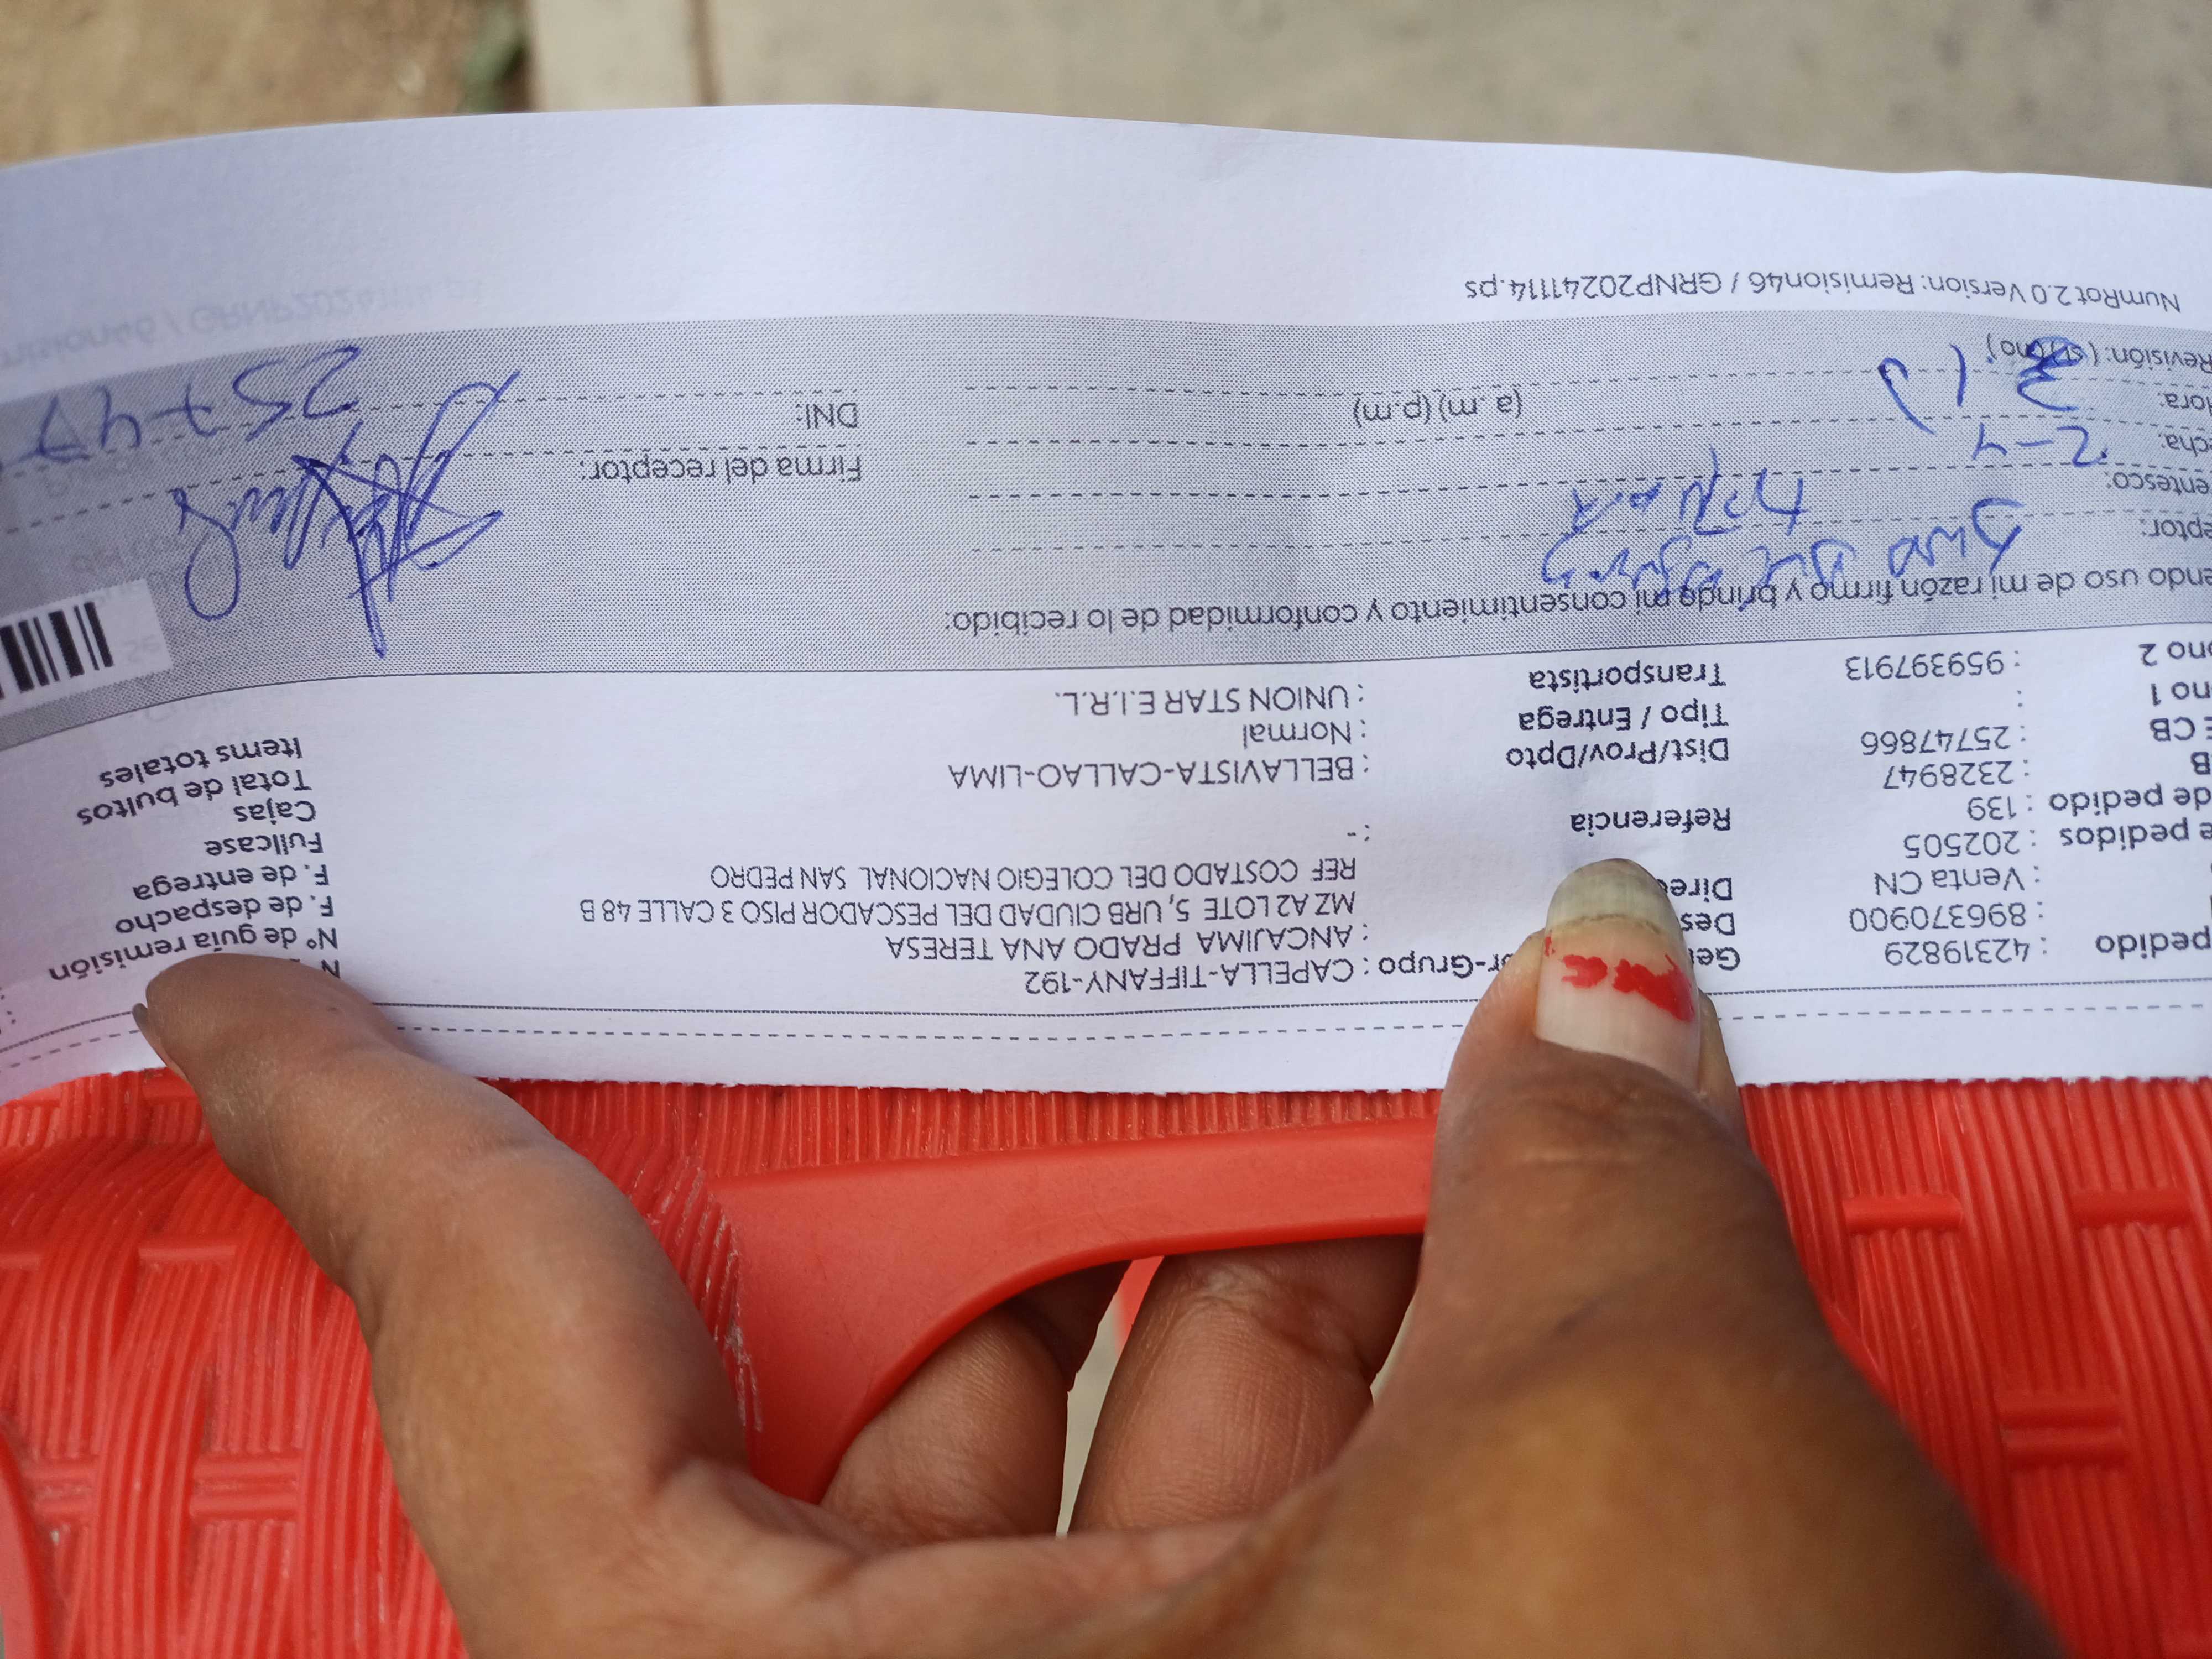 pedido : 42319829
: 896370900
: Venta CN
e pedidos : 202505
de pedido : 139
B : 2328947
E CB : 25747866
no 1 :
ono 2 : 959397913
or-Grupo : CAPELLA-TIFFANY-192
: ANCAJIMA PRADO ANA TERESA
MZ A2 LOTE 5, URB CIUDAD DEL PESCADOR PISO 3 CALLE 48 B
REF COSTADO DEL COLEGIO NACIONAL SAN PEDRO
Referencia : -
Dist/Prov/Dpto : BELLAVISTA-CALLAO-LIMA
Tipo / Entrega : Normal
Transportista : UNION STAR E.I.R.L.
Nº de guía remisión
F. de despacho
F. de entrega
Fullcase
Cajas
Total de bultos
Items totales
endo uso de mi razón firmo y brindo mi consentimiento y conformidad de lo recibido:
eptor:
entesco:
cha: 2-4
ora: (a. m) (p.m)
Revisión: (si) (no)
Firma del receptor:
DNI: 257-47
NumRot 2.0 Version: Remision46 / GRNP20241114.ps